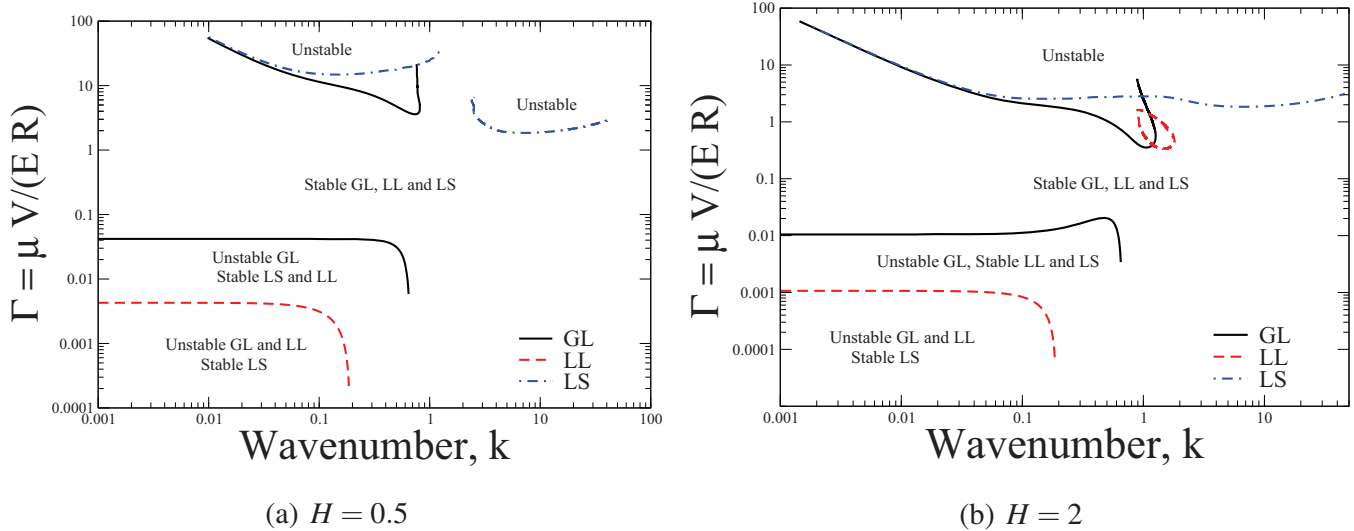 100
10
1
0.1
0.01
0.001
0.0001
Γ = μ V/(E R)
Unstable
Unstable
Stable GL, LL and LS
Unstable GL
Stable LS and LL
Unstable GL and LL
Stable LS
GL
LL
LS
0.001 0.01 0.1 1 10 100
Wavenumber, k
(a) H = 0.5
100
10
1
0.1
0.01
0.001
0.0001
Γ = μ V/(E R)
Unstable
Stable GL, LL and LS
Unstable GL, Stable LL and LS
Unstable GL and LL
Stable LS
GL
LL
LS
0.001 0.01 0.1 1 10
Wavenumber, k
(b) H = 2